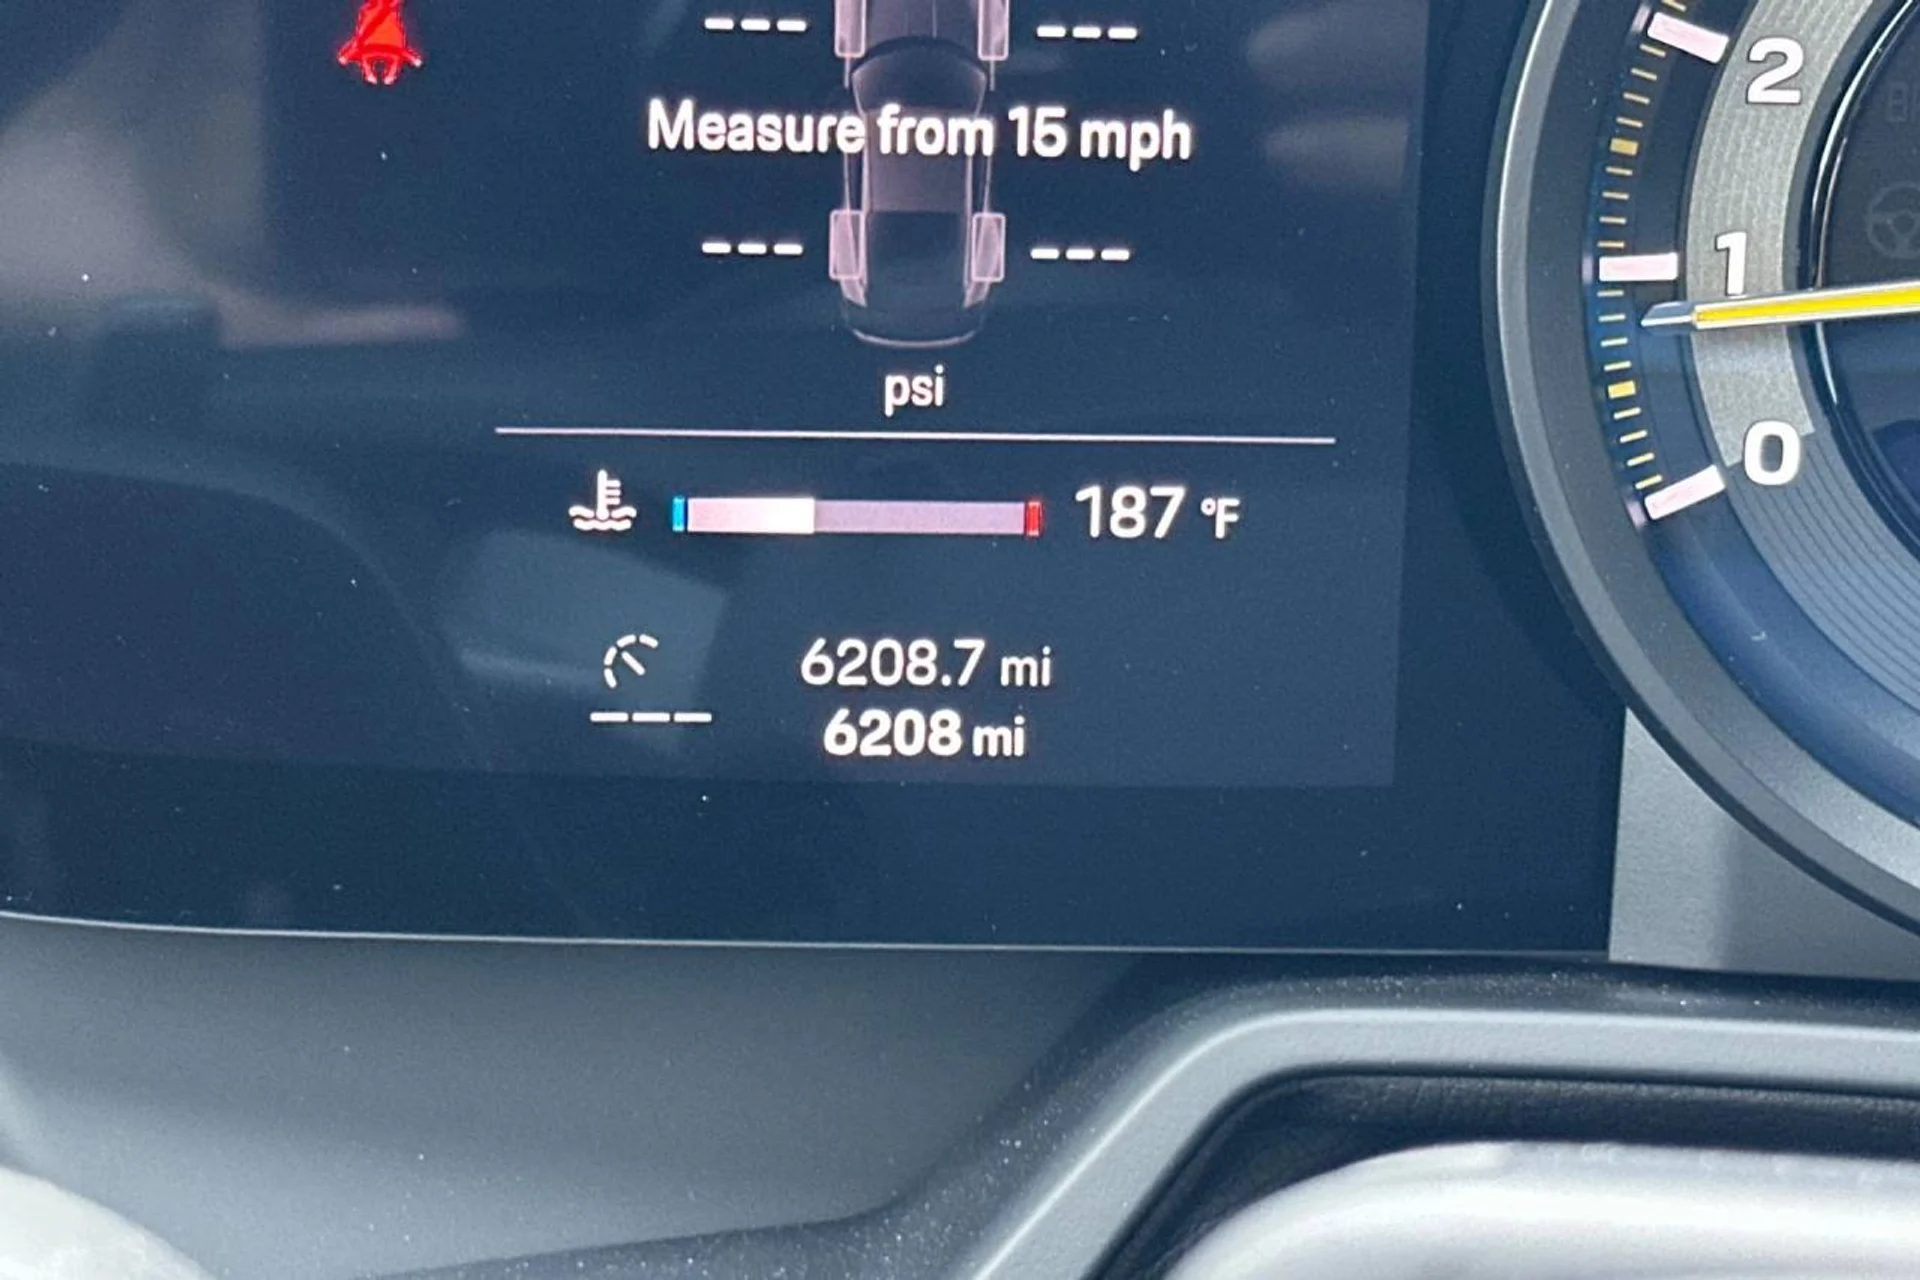 --- ---
Measure from 15 mph
--- ---
psi
187 °F
6208.7 mi
--- 6208 mi
2
1
0